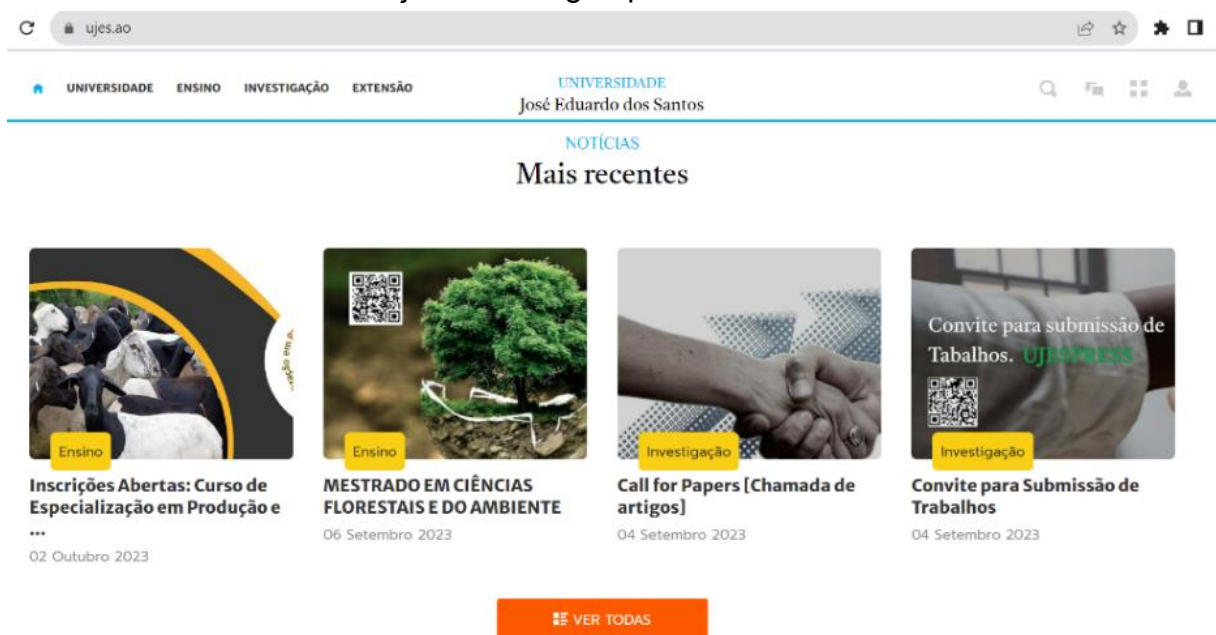 ujes.ao
UNIVERSIDADE ENSINO INVESTIGAÇÃO EXTENSÃO
UNIVERSIDADE
José Eduardo dos Santos
NOTÍCIAS
Mais recentes
Ensino
Inscrições Abertas: Curso de
Especialização em Produção e
...
02 Outubro 2023
Ensino
MESTRADO EM CIÊNCIAS
FLORESTAIS E DO AMBIENTE
06 Setembro 2023
Investigação
Call for Papers [Chamada de
artigos]
04 Setembro 2023
Convite para submissão de
Tabalhos. UJESPRESS
Investigação
Convite para Submissão de
Trabalhos
04 Setembro 2023
VER TODAS